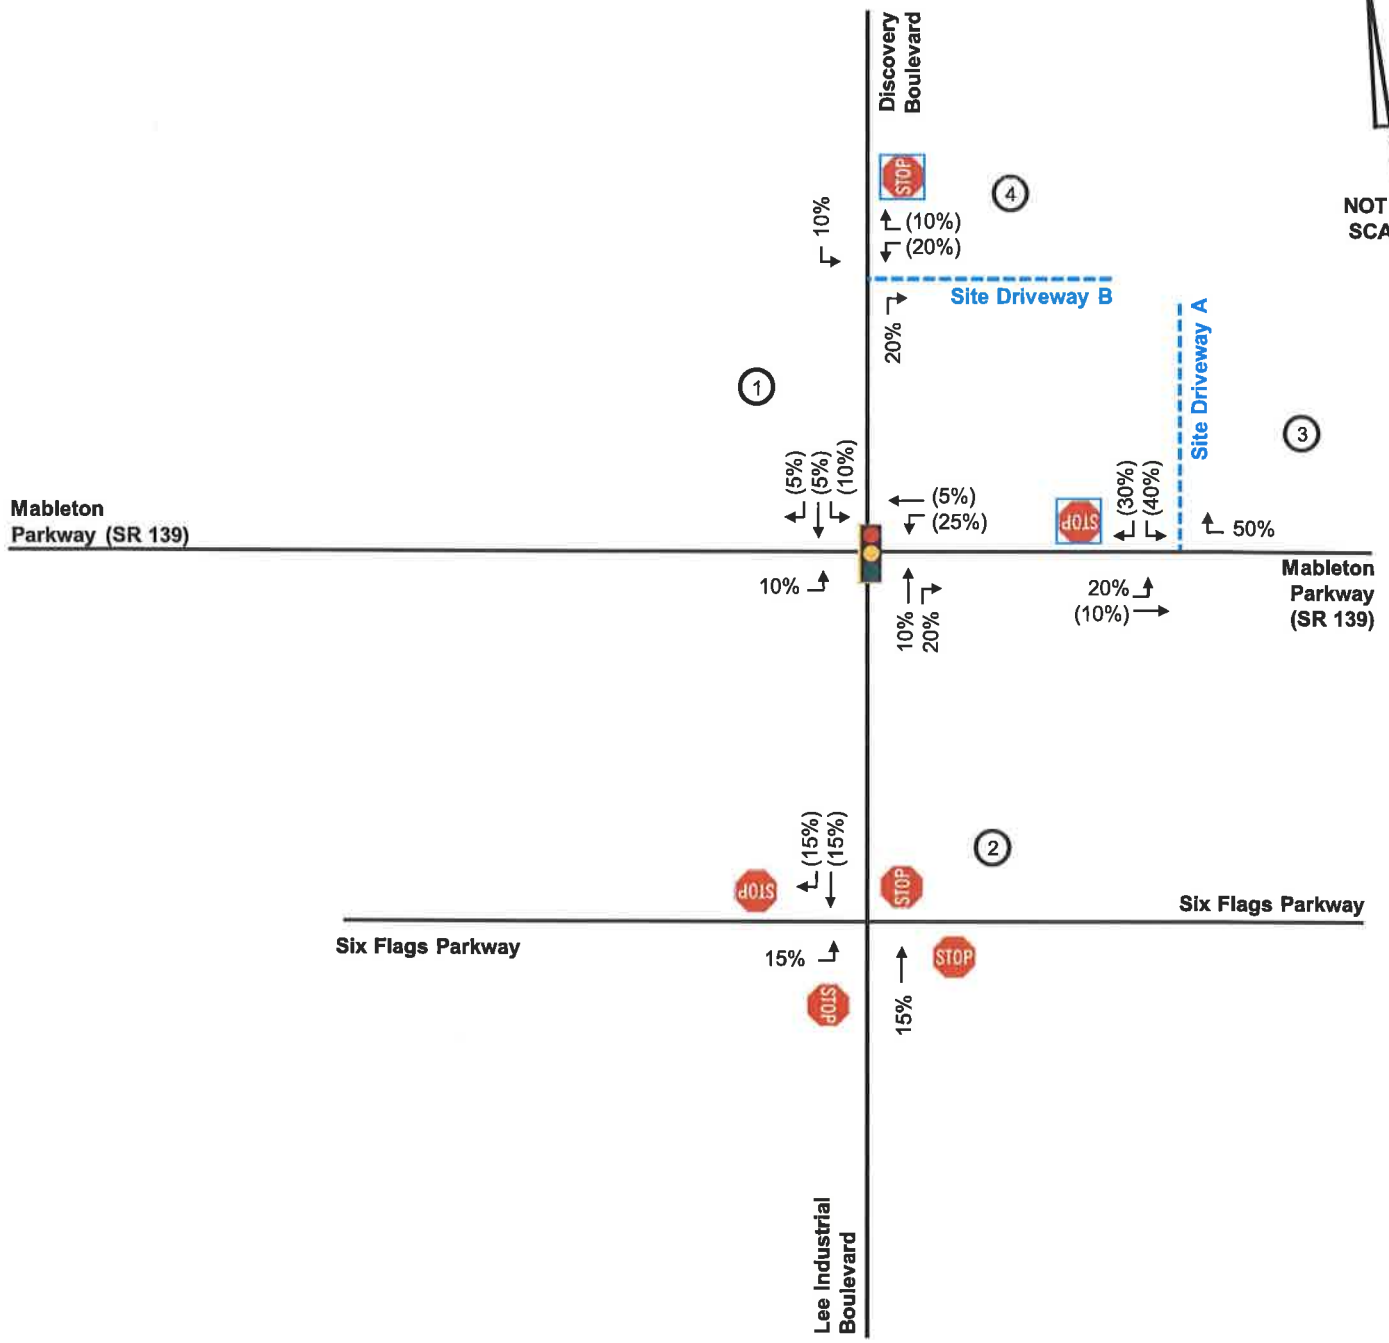 Discovery
Boulevard
STOP
4
NOT
SCA
10%
(10%)
(20%)
Site Driveway B
20%
Site Driveway A
1
3
(5%)
(5%)
(10%)
(5%)
(25%)
(30%)
(40%)
STOP
50%
Mableton
Parkway (SR 139)
10%
10%
20%
20%
(10%)
Mableton
Parkway
(SR 139)
(15%)
(15%)
2
STOP
STOP
Six Flags Parkway
Six Flags Parkway
15%
STOP
STOP
15%
Lee Industrial
Boulevard